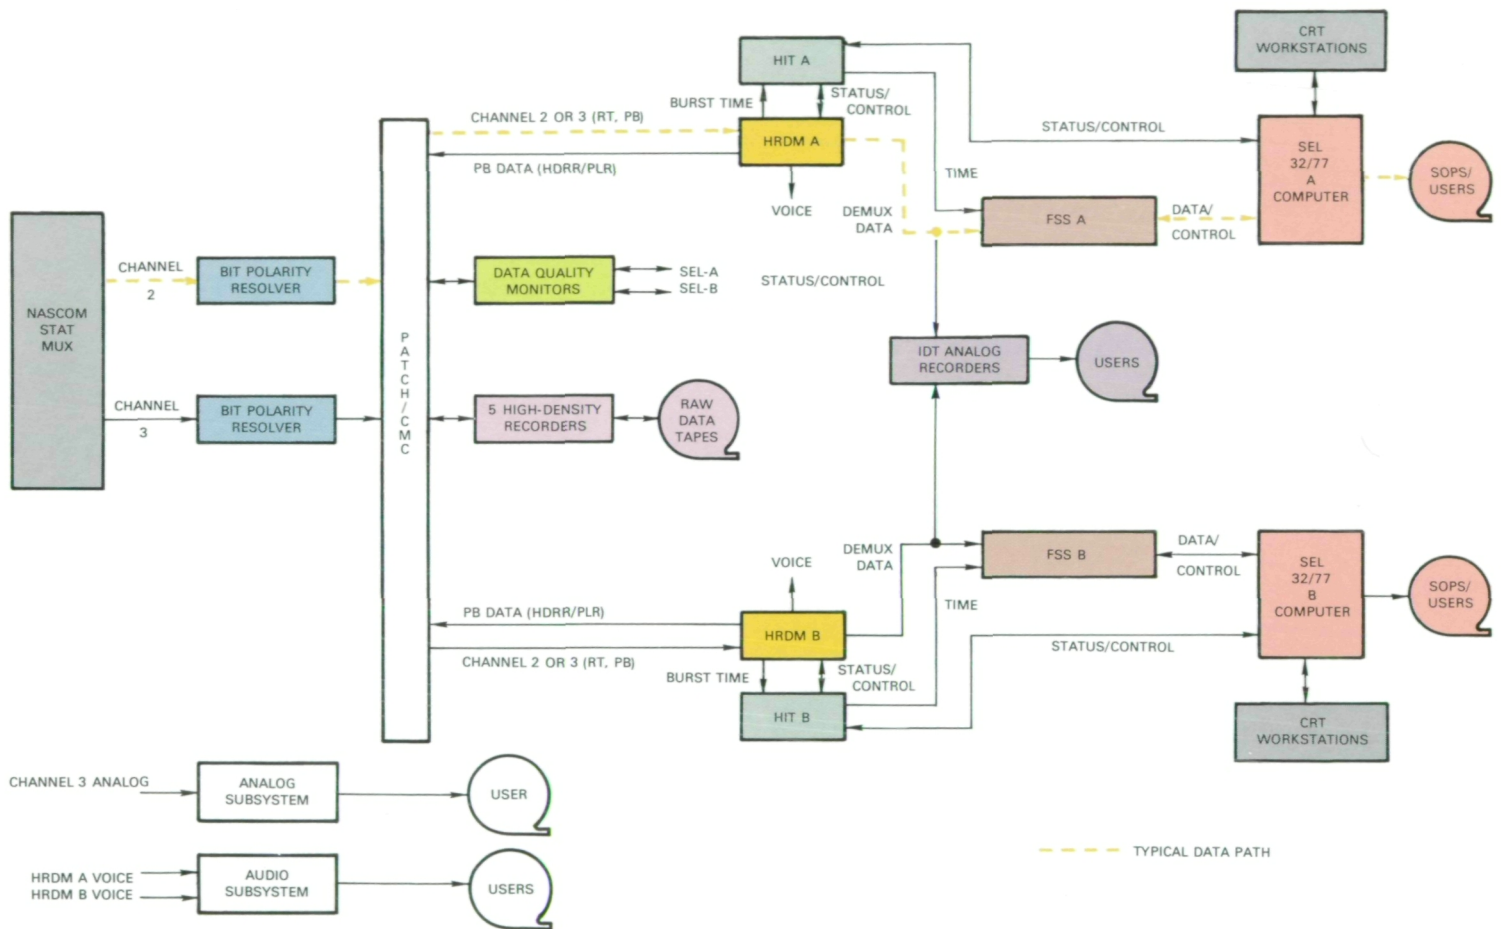 CRT
WORKSTATIONS
HIT A
BURST TIME
STATUS/
CONTROL
CHANNEL 2 OR 3 (RT, PB)
HRDM A
STATUS/CONTROL
SEL
32/77
A
COMPUTER
PB DATA (HDRR/PLR)
TIME
SOPS/
USERS
VOICE
DEMUX
DATA
FSS A
DATA/
CONTROL
CHANNEL
2
BIT POLARITY
RESOLVER
DATA QUALITY
MONITORS
SEL-A
SEL-B
STATUS/CONTROL
NASCOM
STAT
MUX
PATCH/CMC
IDT ANALOG
RECORDERS
USERS
CHANNEL
3
BIT POLARITY
RESOLVER
5 HIGH-DENSITY
RECORDERS
RAW
DATA
TAPES
VOICE
DEMUX
DATA
FSS B
DATA/
CONTROL
SEL
32/77
B
COMPUTER
SOPS/
USERS
PB DATA (HDRR/PLR)
HRDM B
TIME
STATUS/CONTROL
CHANNEL 2 OR 3 (RT, PB)
BURST TIME
STATUS/
CONTROL
HIT B
CRT
WORKSTATIONS
CHANNEL 3 ANALOG
ANALOG
SUBSYSTEM
USER
HRDM A VOICE
HRDM B VOICE
AUDIO
SUBSYSTEM
USERS
TYPICAL DATA PATH